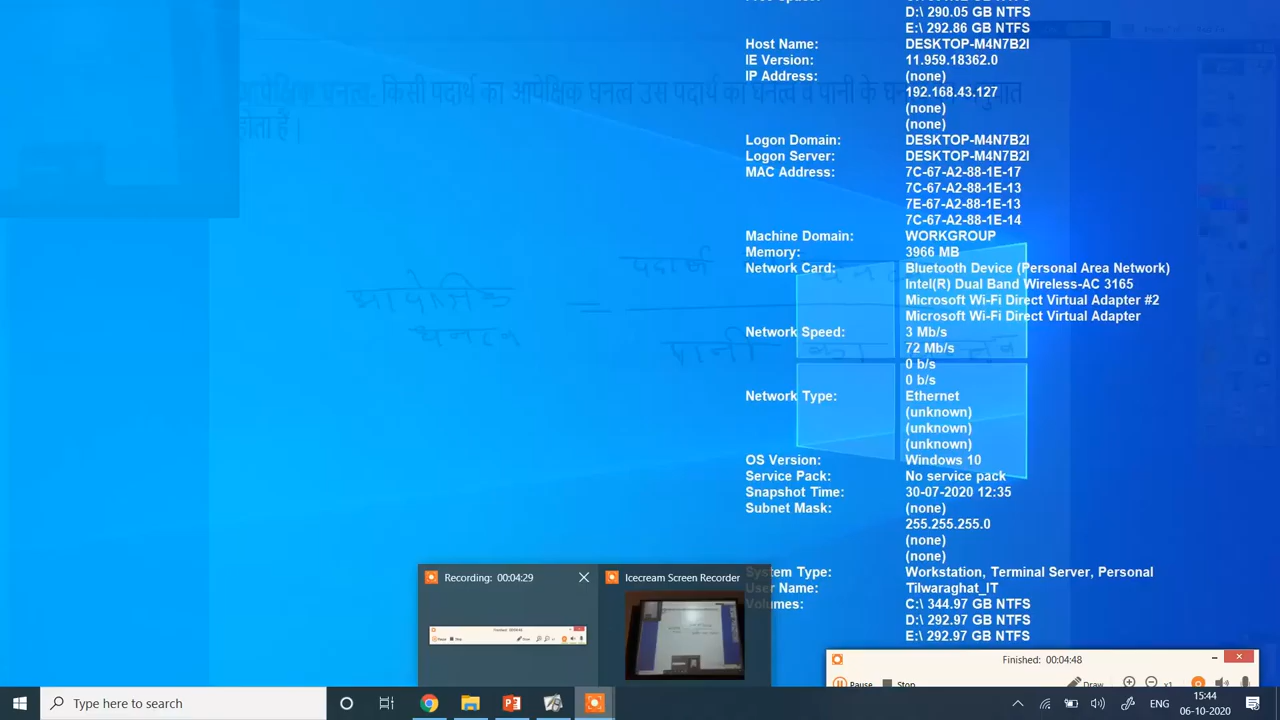 D:\ 290.05 GB NTFS
E:\ 292.86 GB NTFS
Host Name: DESKTOP-M4N7B2I
IE Version: 11.959.18362.0
IP Address: (none)
192.168.43.127
(none)
(none)
किसी पदार्थ का आपेक्षिक घनत्व उस पदार्थ का घनत्व व पानी के
होता हैं |
Logon Domain: DESKTOP-M4N7B2I
Logon Server: DESKTOP-M4N7B2I
MAC Address: 7C-67-A2-88-1E-17
7C-67-A2-88-1E-13
7E-67-A2-88-1E-13
7C-67-A2-88-1E-14
Machine Domain: WORKGROUP
Memory: 3966 MB
Network Card: Bluetooth Device (Personal Area Network)
Intel(R) Dual Band Wireless-AC 3165
Microsoft Wi-Fi Direct Virtual Adapter #2
Microsoft Wi-Fi Direct Virtual Adapter
Network Speed: 3 Mb/s
72 Mb/s
0 b/s
0 b/s
Network Type: Ethernet
(unknown)
(unknown)
(unknown)
OS Version: Windows 10
Service Pack: No service pack
Snapshot Time: 30-07-2020 12:35
Subnet Mask: (none)
255.255.255.0
(none)
(none)
System Type: Workstation, Terminal Server, Personal
User Name: Tilwaraghat_IT
Volumes: C:\ 344.97 GB NTFS
D:\ 292.97 GB NTFS
E:\ 292.97 GB NTFS
पदार्थ
=
घनत्व
पानी का
Recording: 00:04:29
Icecream Screen Recorder
Finished: 00:04:48
Pause Stop Draw x1
Type here to search
ENG
15:44
06-10-2020